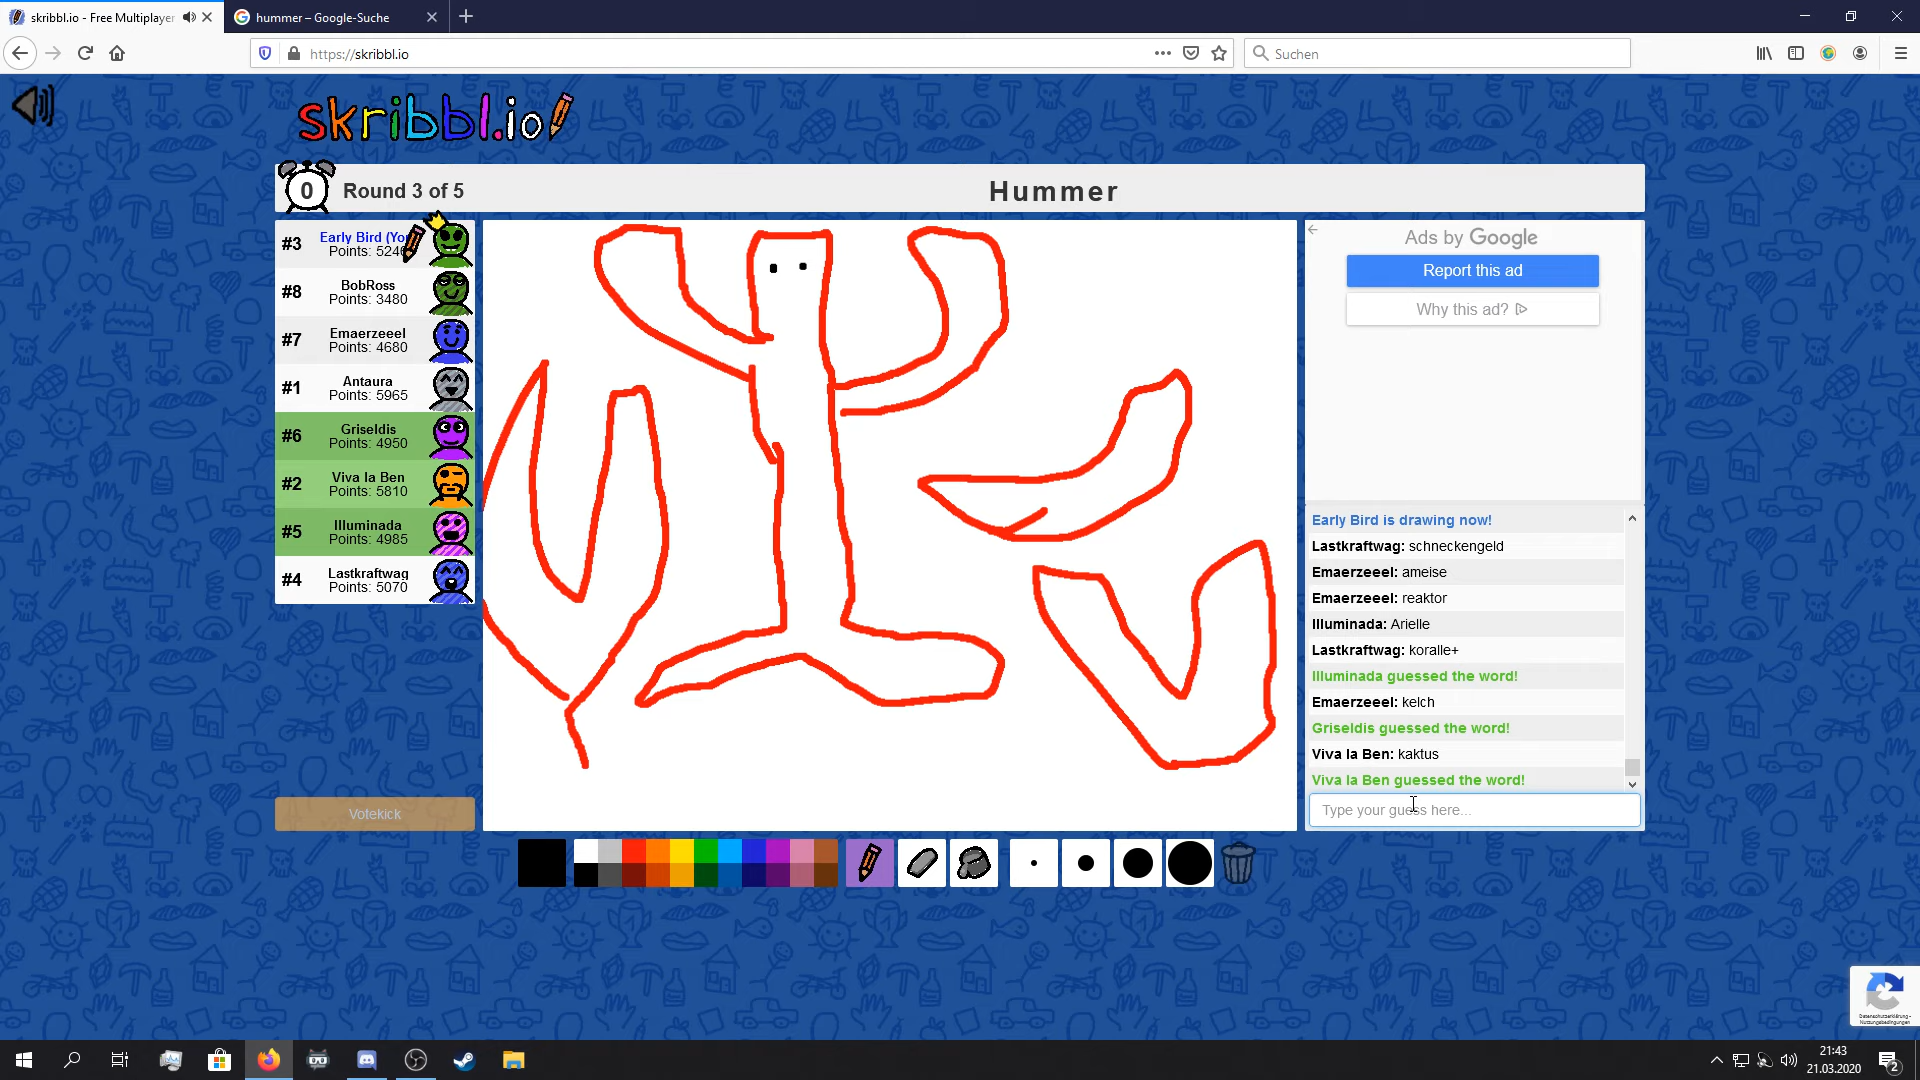 skribbl.io - Free Multiplayer
hummer – Google-Suche
https://skribbl.io
Suchen
skribbl.io
0
Round 3 of 5
Hummer
#3
Early Bird (Yo
Points: 5246
#8
BobRoss
Points: 3480
#7
Emaerzeeel
Points: 4680
#1
Antaura
Points: 5965
#6
Griseldis
Points: 4950
#2
Viva la Ben
Points: 5810
#5
Illuminada
Points: 4985
#4
Lastkraftwag
Points: 5070
Votekick
Ads by Google
Report this ad
Why this ad?
Early Bird is drawing now!
Lastkraftwag: schneckengeld
Emaerzeeel: ameise
Emaerzeeel: reaktor
Illuminada: Arielle
Lastkraftwag: koralle+
Illuminada guessed the word!
Emaerzeeel: kelch
Griseldis guessed the word!
Viva la Ben: kaktus
Viva la Ben guessed the word!
Type your guess here...
Datenschutzerklärung -
Nutzungsbedingungen
21:43
21.03.2020
2